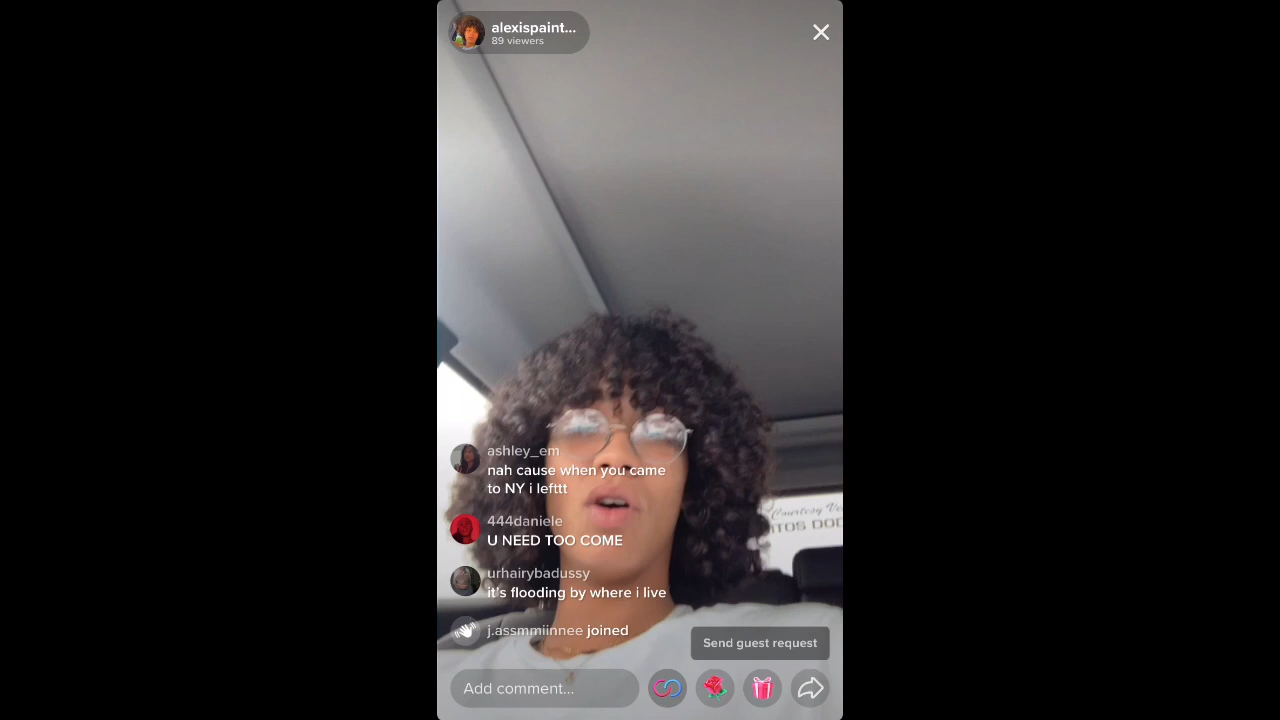 alexispaint...
89 viewers
ashley_em
nah cause when you came
to NY i lefttt
444daniele
U NEED TOO COME
Courtesy
urhairybadussy
it's flooding by where i live
j.assmmiinnee joined
Send guest request
Add comment...